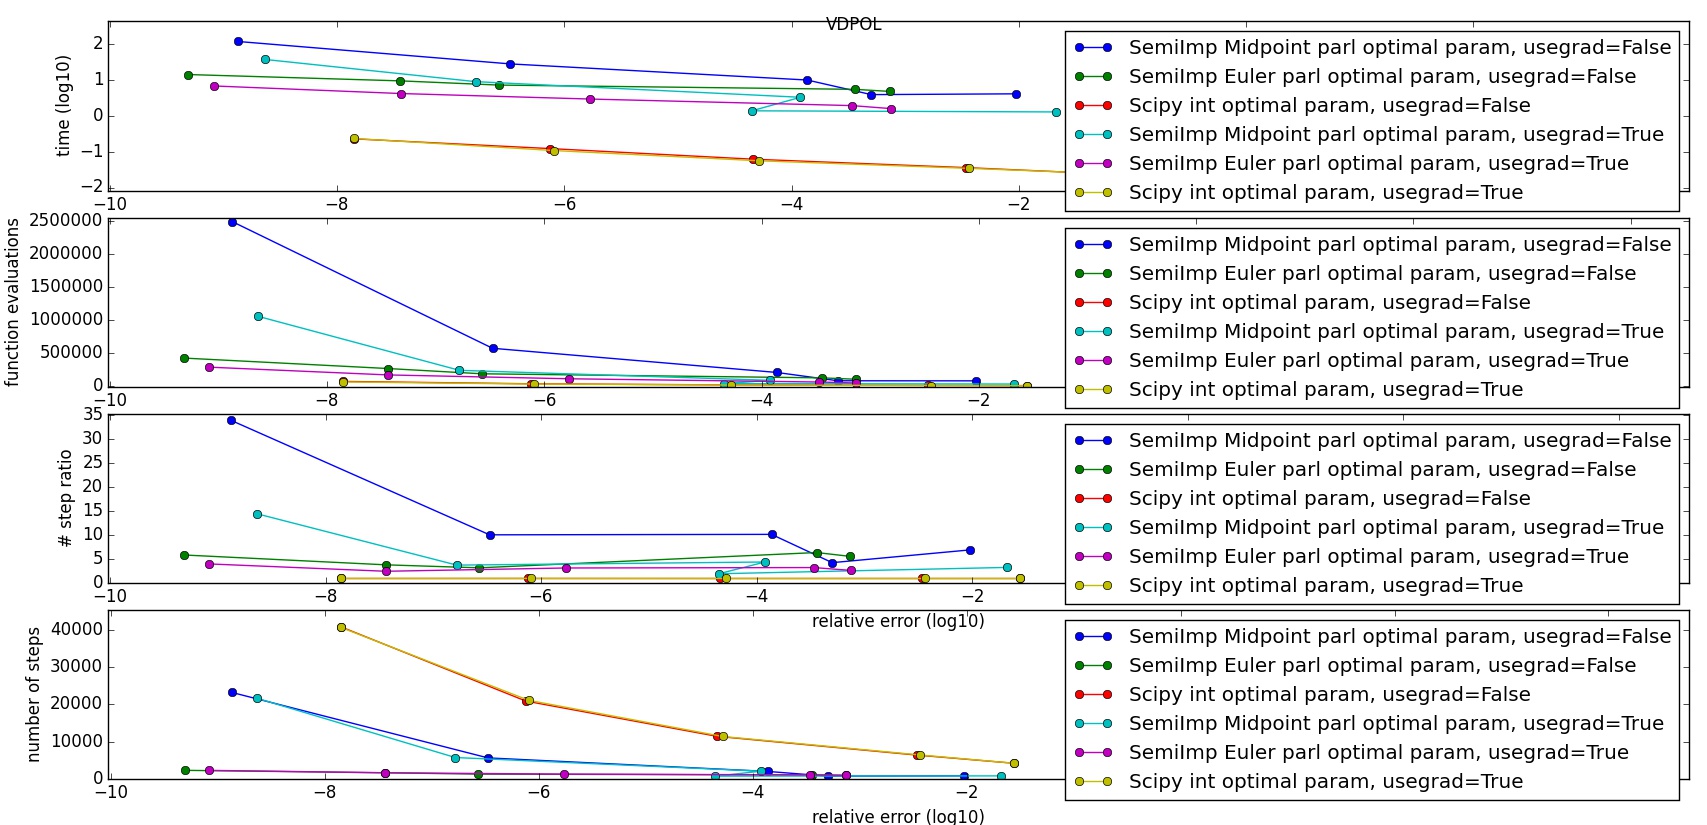 VDPOL
time (log10)
2
1
0
−1
−2
−10 −8 −6 −4 −2
SemiImp Midpoint parl optimal param, usegrad=False
SemiImp Euler parl optimal param, usegrad=False
Scipy int optimal param, usegrad=False
SemiImp Midpoint parl optimal param, usegrad=True
SemiImp Euler parl optimal param, usegrad=True
Scipy int optimal param, usegrad=True
function evaluations
2500000
2000000
1500000
1000000
500000
0
−10 −8 −6 −4 −2
SemiImp Midpoint parl optimal param, usegrad=False
SemiImp Euler parl optimal param, usegrad=False
Scipy int optimal param, usegrad=False
SemiImp Midpoint parl optimal param, usegrad=True
SemiImp Euler parl optimal param, usegrad=True
Scipy int optimal param, usegrad=True
# step ratio
35
30
25
20
15
10
5
0
−10 −8 −6 −4 −2
relative error (log10)
SemiImp Midpoint parl optimal param, usegrad=False
SemiImp Euler parl optimal param, usegrad=False
Scipy int optimal param, usegrad=False
SemiImp Midpoint parl optimal param, usegrad=True
SemiImp Euler parl optimal param, usegrad=True
Scipy int optimal param, usegrad=True
number of steps
40000
30000
20000
10000
0
−10 −8 −6 −4 −2
relative error (log10)
SemiImp Midpoint parl optimal param, usegrad=False
SemiImp Euler parl optimal param, usegrad=False
Scipy int optimal param, usegrad=False
SemiImp Midpoint parl optimal param, usegrad=True
SemiImp Euler parl optimal param, usegrad=True
Scipy int optimal param, usegrad=True